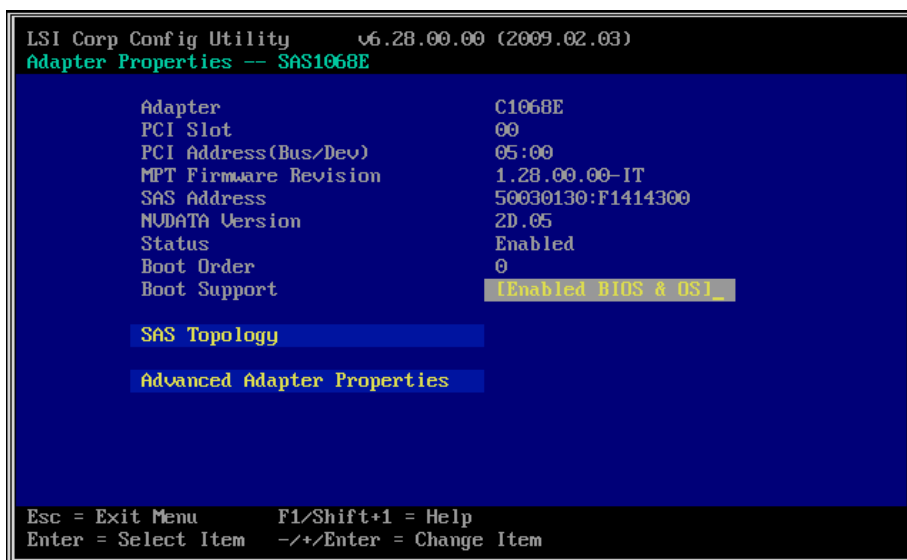 LSI Corp Config Utility v6.28.00.00 (2009.02.03)
Adapter Properties -- SAS1068E
Adapter C1068E
PCI Slot 00
PCI Address(Bus/Dev) 05:00
MPT Firmware Revision 1.28.00.00-IT
SAS Address 50030130:F1414300
NVDATA Version 2D.05
Status Enabled
Boot Order 0
Boot Support [Enabled BIOS & OS]_
SAS Topology
Advanced Adapter Properties
Esc = Exit Menu F1/Shift+1 = Help
Enter = Select Item -/+/Enter = Change Item